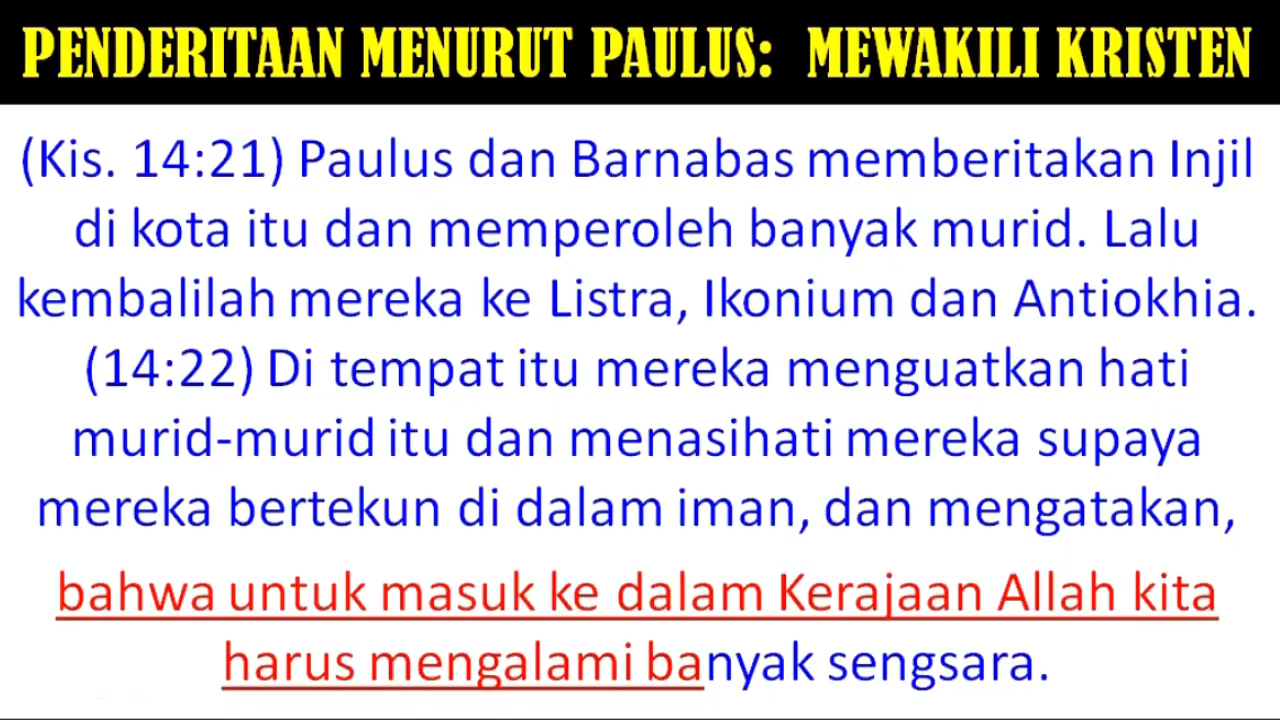 PENDERITAAN MENURUT PAULUS: MEWAKILI KRISTEN
(Kis. 14:21) Paulus dan Barnabas memberitakan Injil
di kota itu dan memperoleh banyak murid. Lalu
kembalilah mereka ke Listra, Ikonium dan Antiokhia.
(14:22) Di tempat itu mereka menguatkan hati
murid-murid itu dan menasihati mereka supaya
mereka bertekun di dalam iman, dan mengatakan,
bahwa untuk masuk ke dalam Kerajaan Allah kita
harus mengalami banyak sengsara.